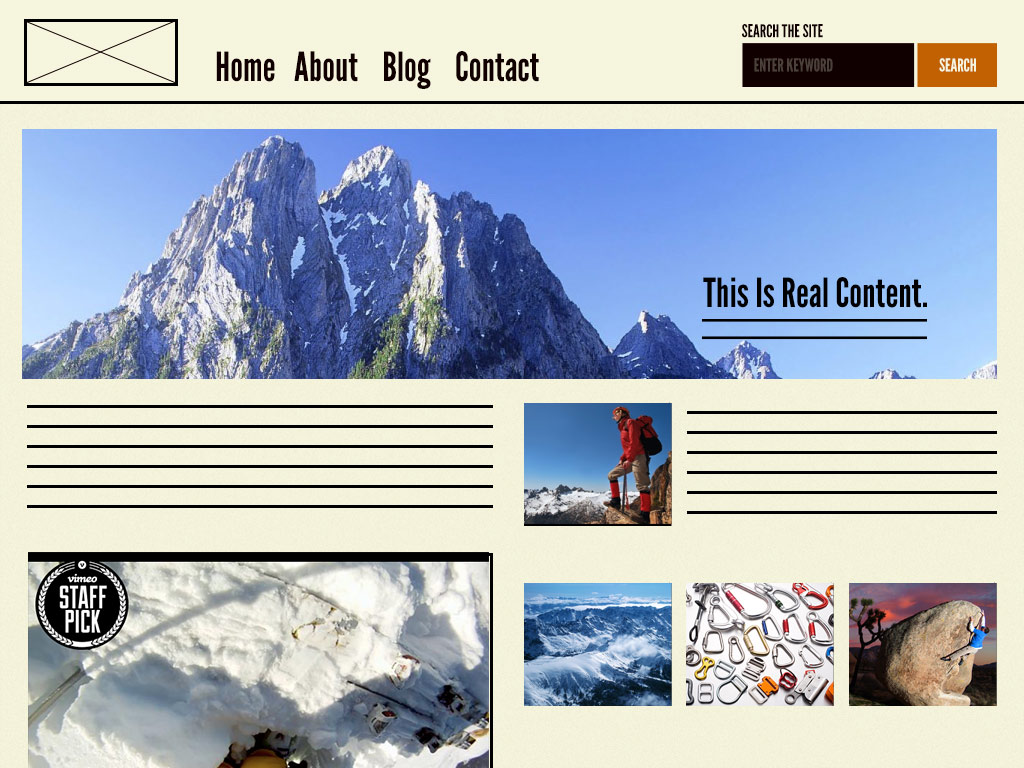 SEARCH THE SITE
Home About Blog Contact
ENTER KEYWORD
SEARCH
This Is Real Content.
vimeo
STAFF
PICK